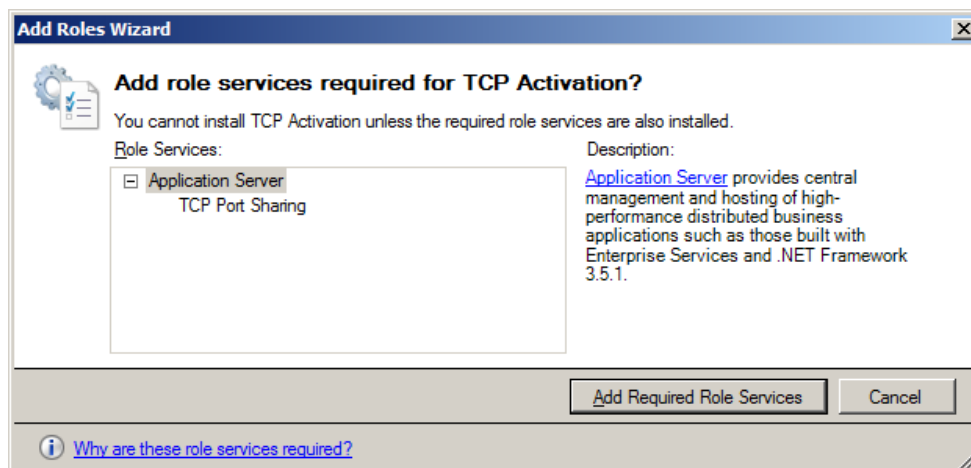 Add Roles Wizard
Add role services required for TCP Activation?
You cannot install TCP Activation unless the required role services are also installed.
Role Services:
Application Server
TCP Port Sharing
Description:
Application Server provides central
management and hosting of high-
performance distributed business
applications such as those built with
Enterprise Services and .NET Framework
3.5.1.
Add Required Role Services
Cancel
Why are these role services required?